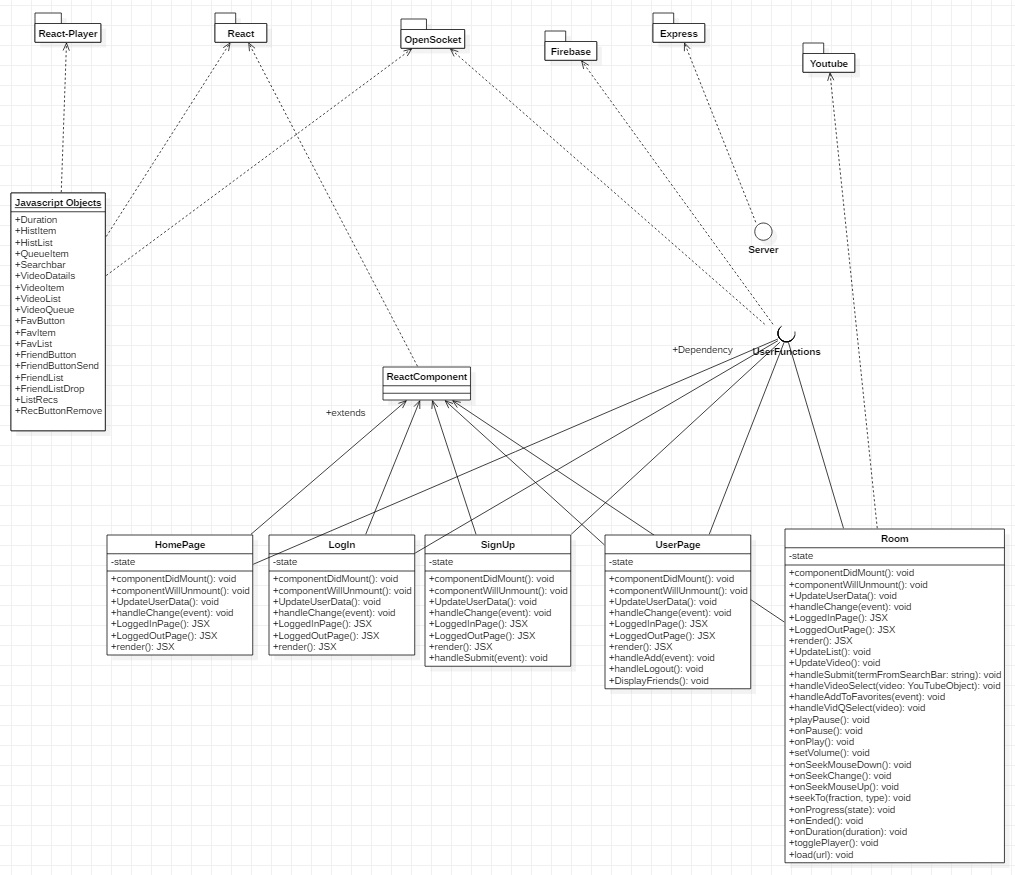 React-Player
React
OpenSocket
Firebase
Express
Youtube
Javascript Objects
+Duration
+HistItem
+HistList
+QueueItem
+Searchbar
+VideoDatails
+VideoItem
+VideoList
+VideoQueue
+FavButton
+FavItem
+FavList
+FriendButton
+FriendButtonSend
+FriendList
+FriendListDrop
+ListRecs
+RecButtonRemove
Server
+Dependency
UserFunctions
ReactComponent
+extends
HomePage
-state
+componentDidMount(): void
+componentWillUnmount(): void
+UpdateUserData(): void
+handleChange(event): void
+LoggedInPage(): JSX
+LoggedOutPage(): JSX
+render(): JSX
LogIn
-state
+componentDidMount(): void
+componentWillUnmount(): void
+UpdateUserData(): void
+handleChange(event): void
+LoggedInPage(): JSX
+LoggedOutPage(): JSX
+render(): JSX
SignUp
-state
+componentDidMount(): void
+componentWillUnmount(): void
+UpdateUserData(): void
+handleChange(event): void
+LoggedInPage(): JSX
+LoggedOutPage(): JSX
+render(): JSX
+handleSubmit(event): void
UserPage
-state
+componentDidMount(): void
+componentWillUnmount(): void
+UpdateUserData(): void
+handleChange(event): void
+LoggedInPage(): JSX
+LoggedOutPage(): JSX
+render(): JSX
+handleAdd(event): void
+handleLogout(): void
+DisplayFriends(): void
Room
-state
+componentDidMount(): void
+componentWillUnmount(): void
+UpdateUserData(): void
+handleChange(event): void
+LoggedInPage(): JSX
+LoggedOutPage(): JSX
+render(): JSX
+UpdateList(): void
+UpdateVideo(): void
+handleSubmit(termFromSearchBar: string): void
+handleVideoSelect(video: YouTubeObject): void
+handleAddToFavorites(event): void
+handleVidQSelect(video): void
+playPause(): void
+onPause(): void
+onPlay(): void
+setVolume(): void
+onSeekMouseDown(): void
+onSeekChange(): void
+onSeekMouseUp(): void
+seekTo(fraction, type): void
+onProgress(state): void
+onEnded(): void
+onDuration(duration): void
+togglePlayer(): void
+load(url): void